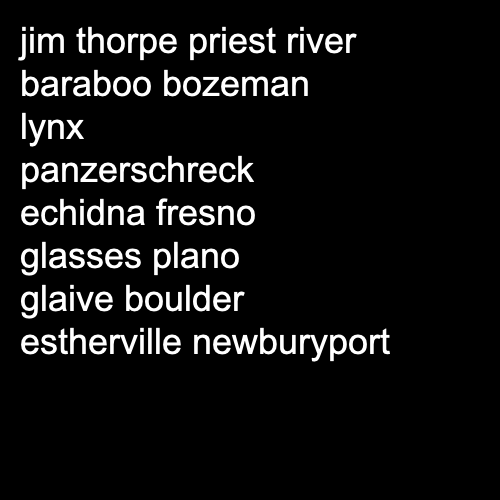 jim thorpe priest river
baraboo bozeman
lynx
panzerschreck
echidna fresno
glasses plano
glaive boulder
estherville newburyport